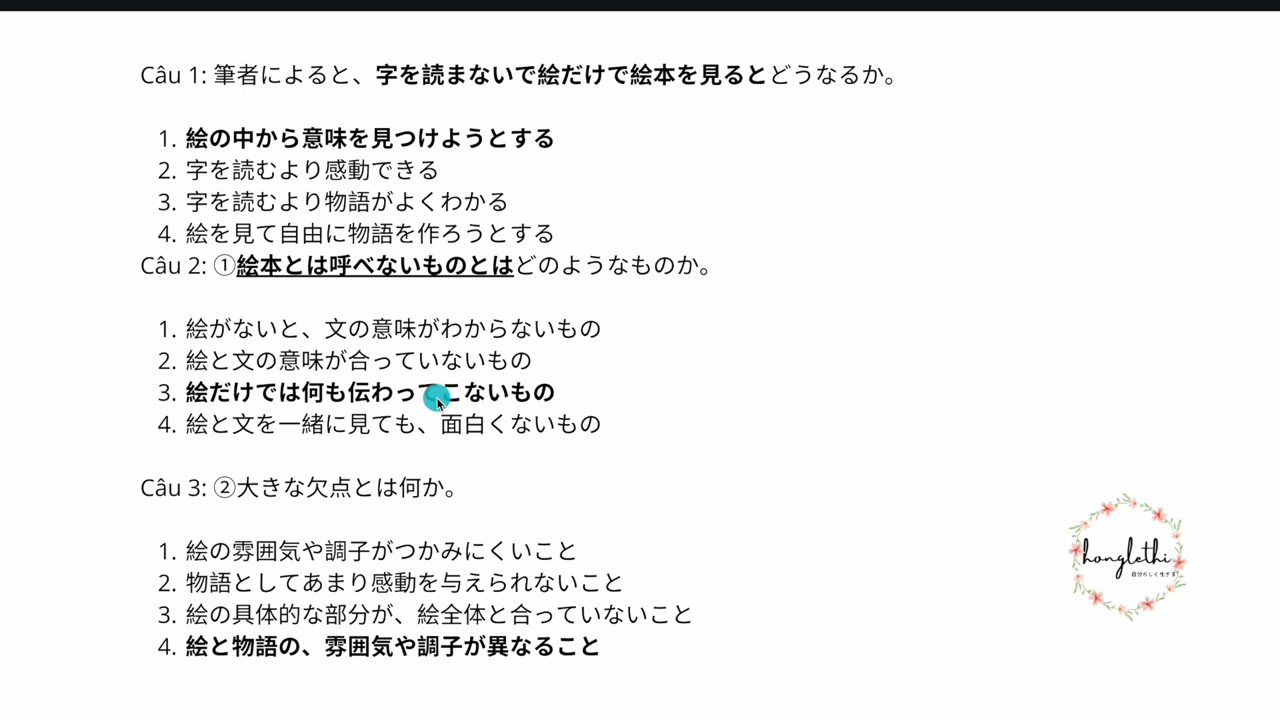 Câu 1: 筆者によると、字を読まないで絵だけで絵本を見るとどうなるか。
1. 絵の中から意味を見つけようとする
2. 字を読むより感動できる
3. 字を読むより物語がよくわかる
4. 絵を見て自由に物語を作ろうとする
Câu 2: ①絵本とは呼べないものとはどのようなものか。
1. 絵がないと、文の意味がわからないもの
2. 絵と文の意味が合っていないもの
3. 絵だけでは何も伝わってこないもの
4. 絵と文を一緒に見ても、面白くないもの
Câu 3: ②大きな欠点とは何か。
1. 絵の雰囲気や調子がつかみにくいこと
2. 物語としてあまり感動を与えられないこと
3. 絵の具体的な部分が、絵全体と合っていないこと
4. 絵と物語の、雰囲気や調子が異なること
honglethi
自分らしく生きる